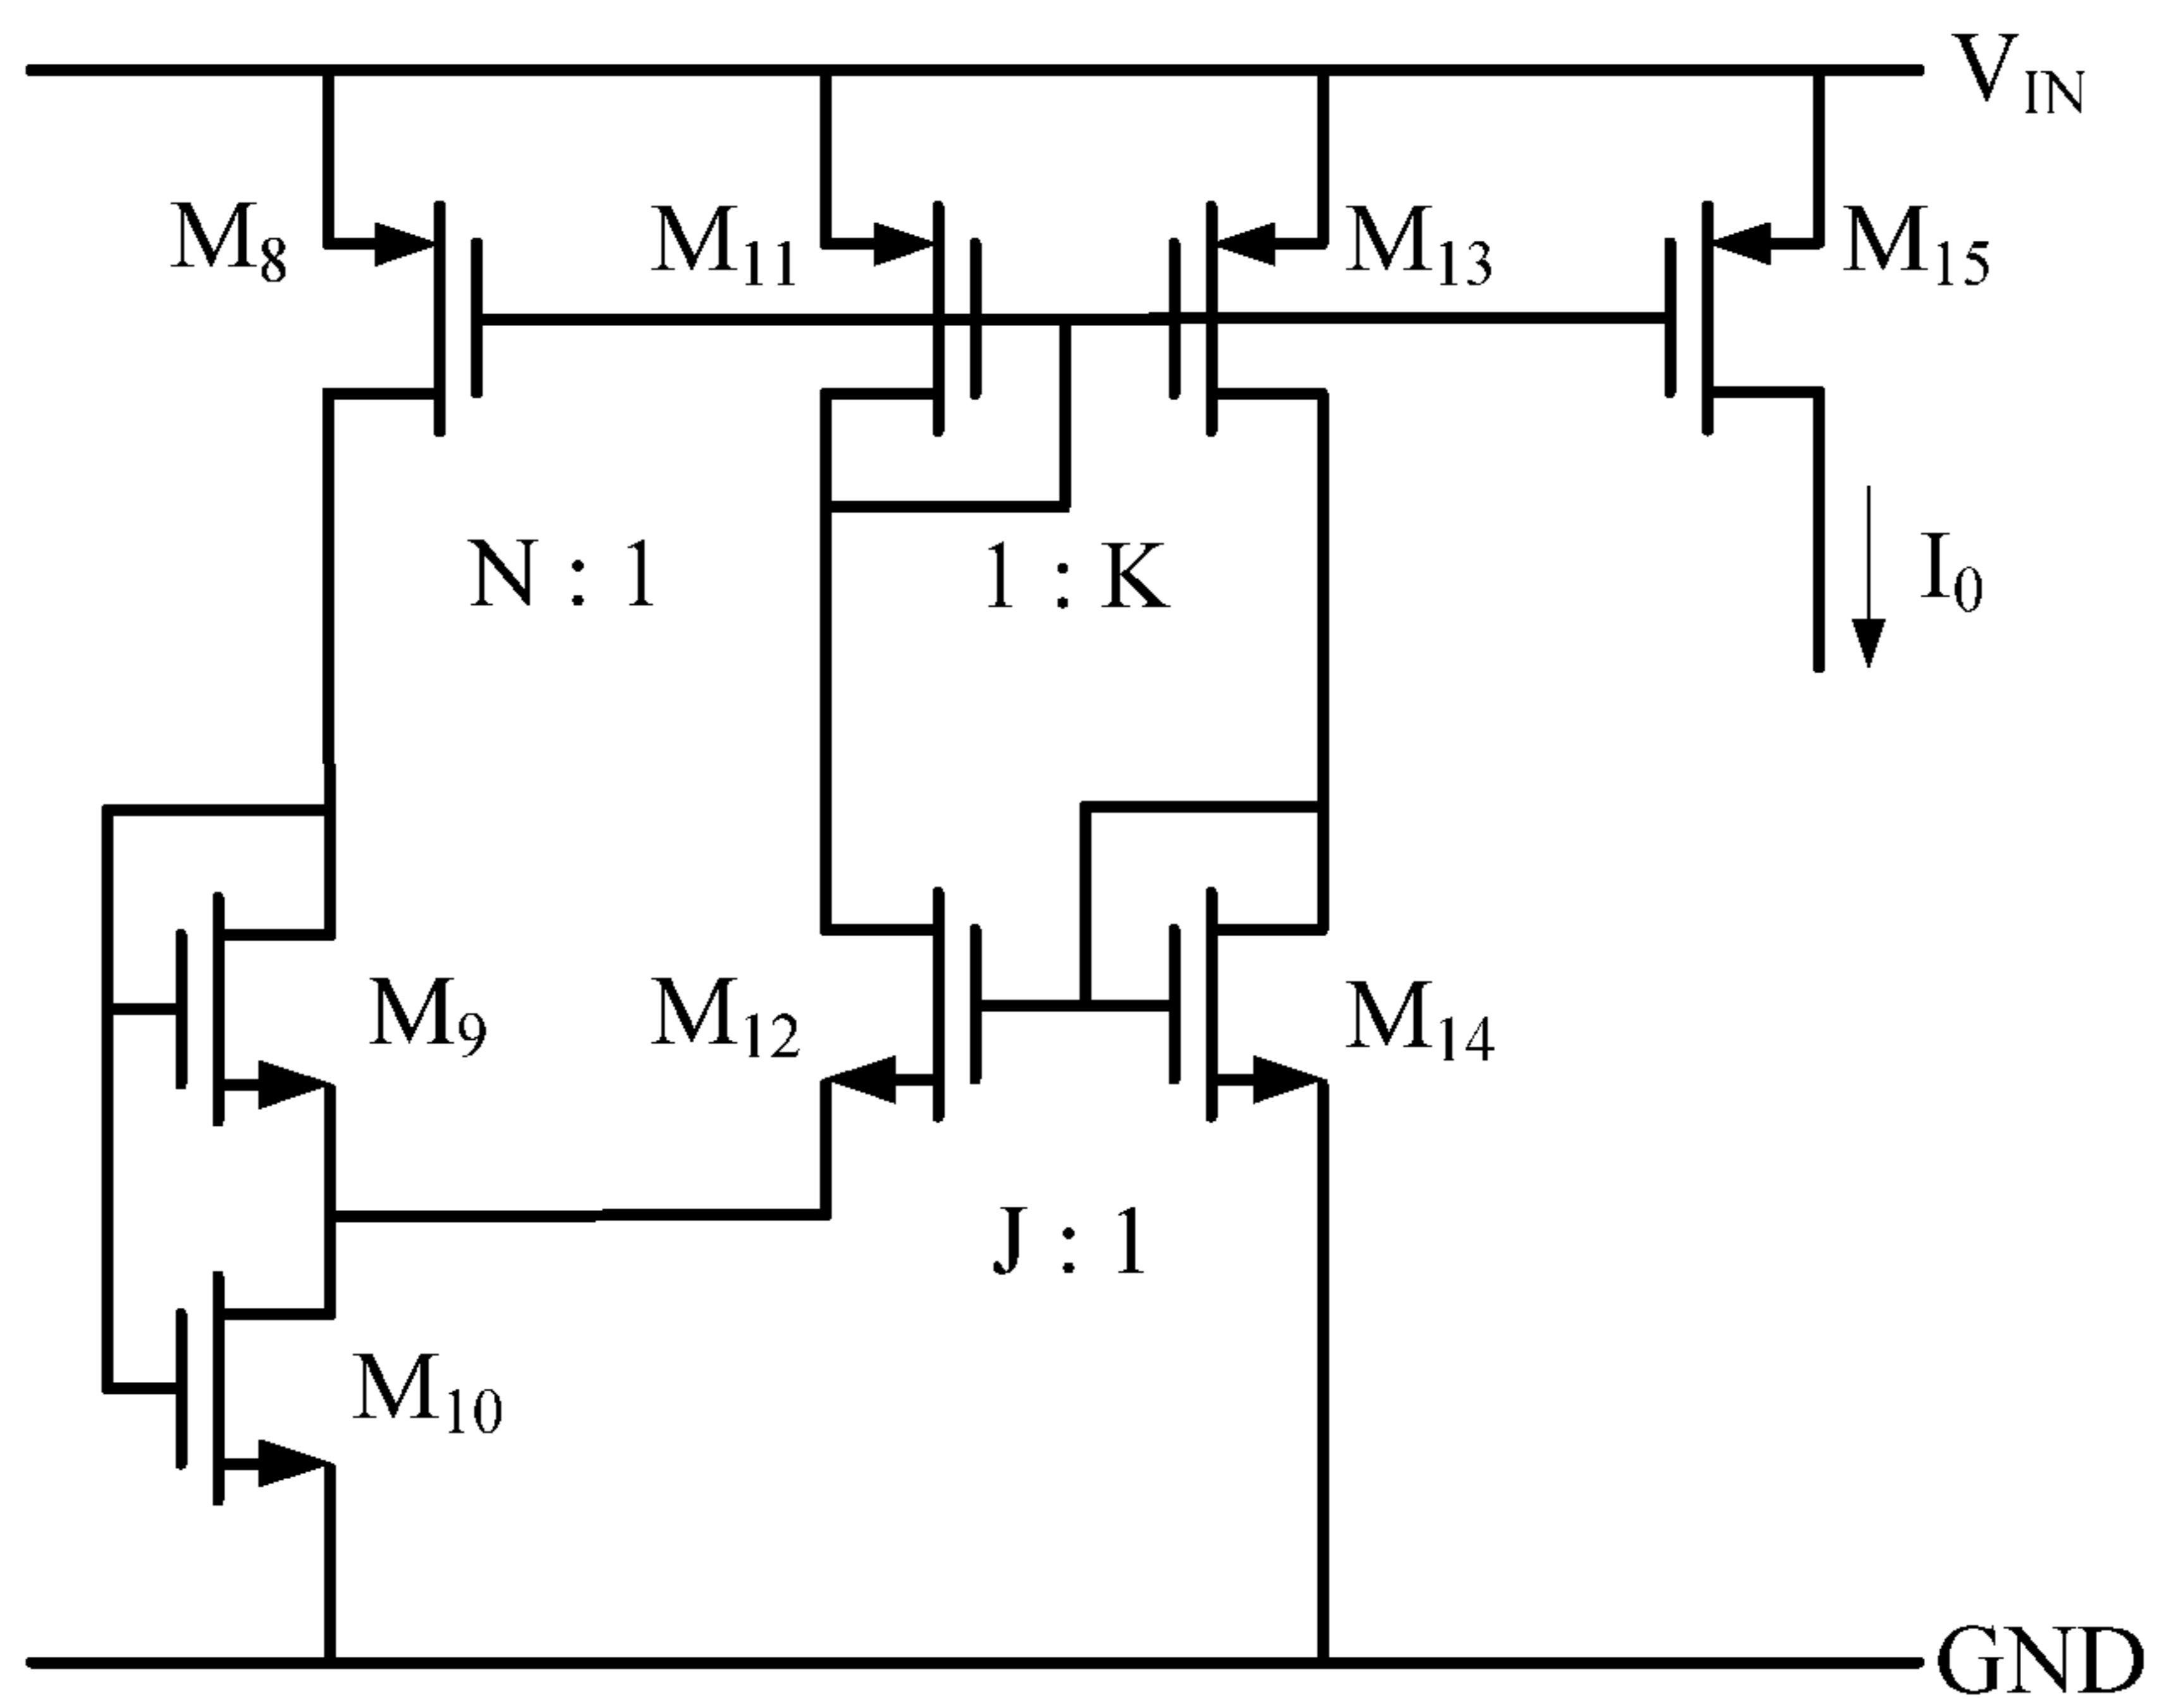 V_IN
M_8 M_11 M_13 M_15
N : 1 1 : K I_0
M_9 M_12 M_14
J : 1
M_10
GND